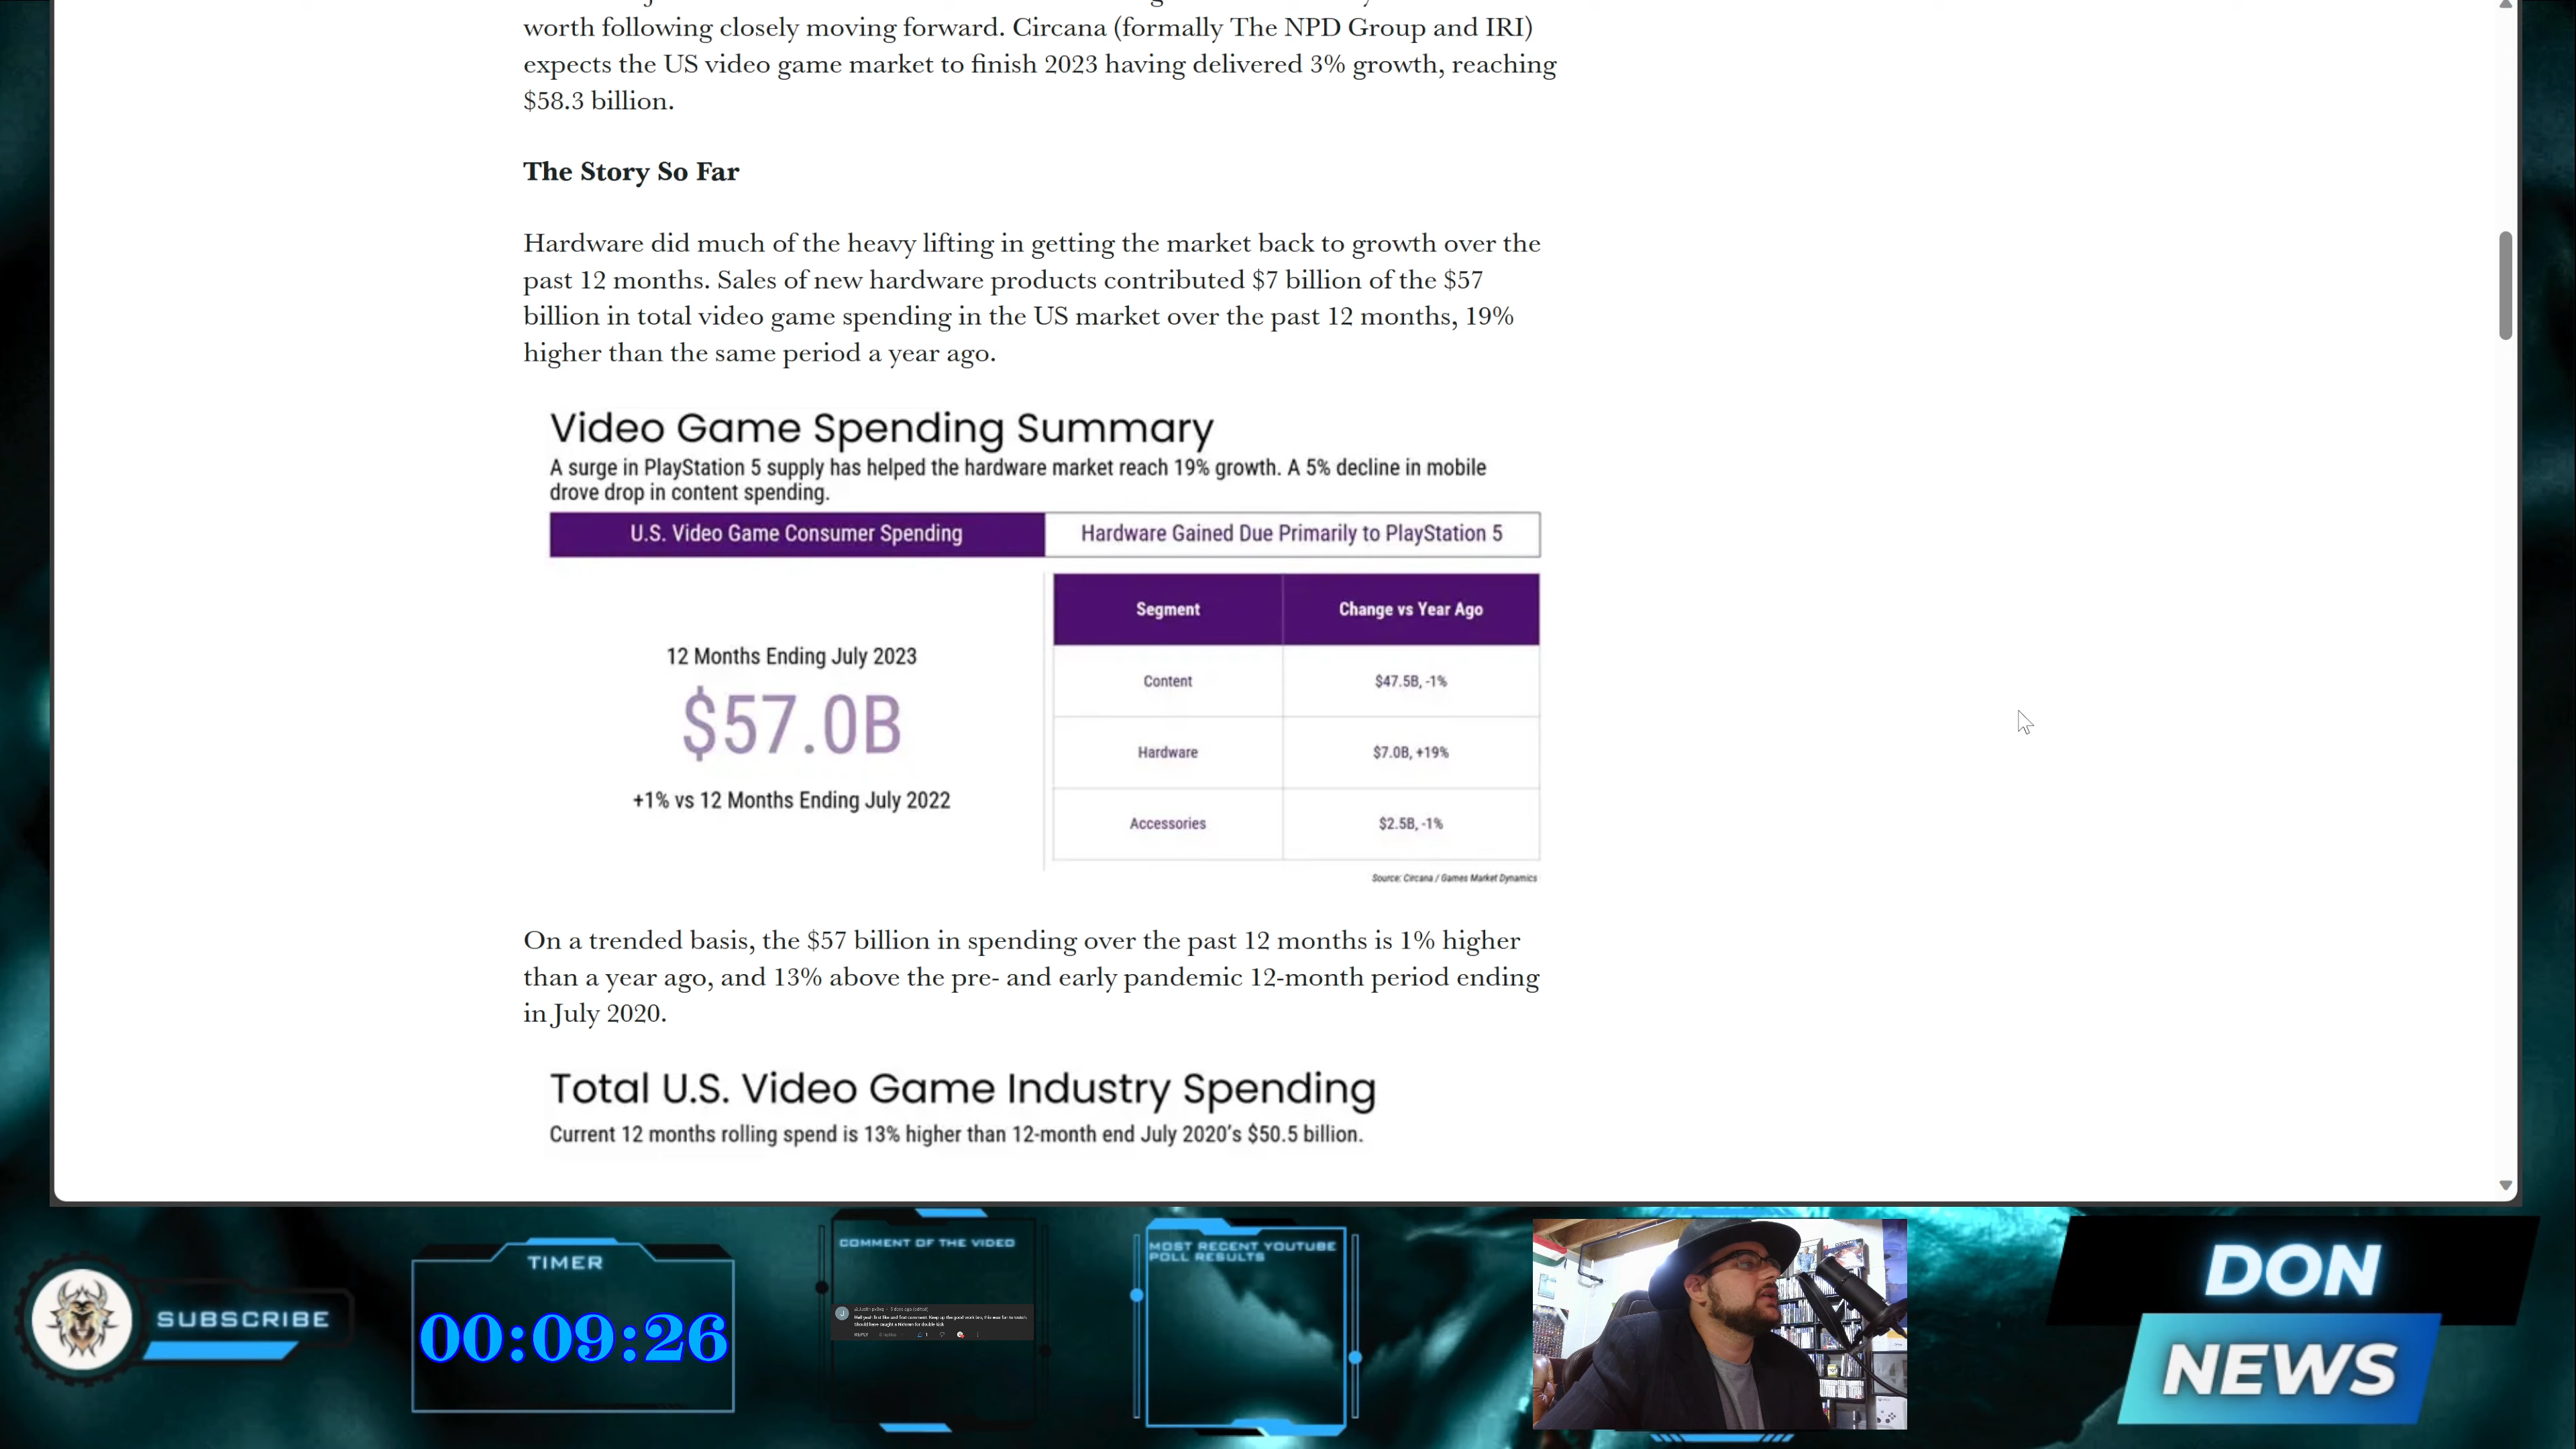 worth following closely moving forward. Circana (formally The NPD Group and IRI)
expects the US video game market to finish 2023 having delivered 3% growth, reaching
$58.3 billion.
The Story So Far
Hardware did much of the heavy lifting in getting the market back to growth over the
past 12 months. Sales of new hardware products contributed $7 billion of the $57
billion in total video game spending in the US market over the past 12 months, 19%
higher than the same period a year ago.
Video Game Spending Summary
A surge in PlayStation 5 supply has helped the hardware market reach 19% growth. A 5% decline in mobile
drove drop in content spending.
U.S. Video Game Consumer Spending
Hardware Gained Due Primarily to PlayStation 5
12 Months Ending July 2023
$57.0B
+1% vs 12 Months Ending July 2022
Segment Change vs Year Ago
Content $47.5B, -1%
Hardware $7.0B, +19%
Accessories $2.5B, -1%
Source: Circana / Games Market Dynamics
On a trended basis, the $57 billion in spending over the past 12 months is 1% higher
than a year ago, and 13% above the pre- and early pandemic 12-month period ending
in July 2020.
Total U.S. Video Game Industry Spending
Current 12 months rolling spend is 13% higher than 12-month end July 2020's $50.5 billion.
SUBSCRIBE
TIMER
00:09:26
COMMENT OF THE VIDEO
REPLY
MOST RECENT YOUTUBE
POLL RESULTS
DON
NEWS